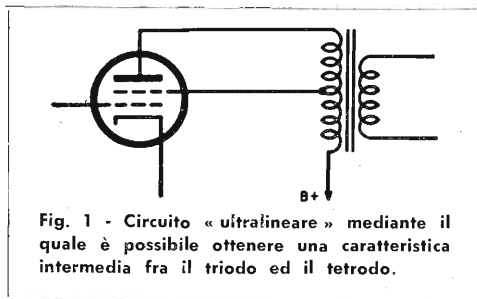 B+
Fig. 1 - Circuito « ultralineare » mediante il
quale è possibile ottenere una caratteristica
intermedia fra il triodo ed il tetrodo.